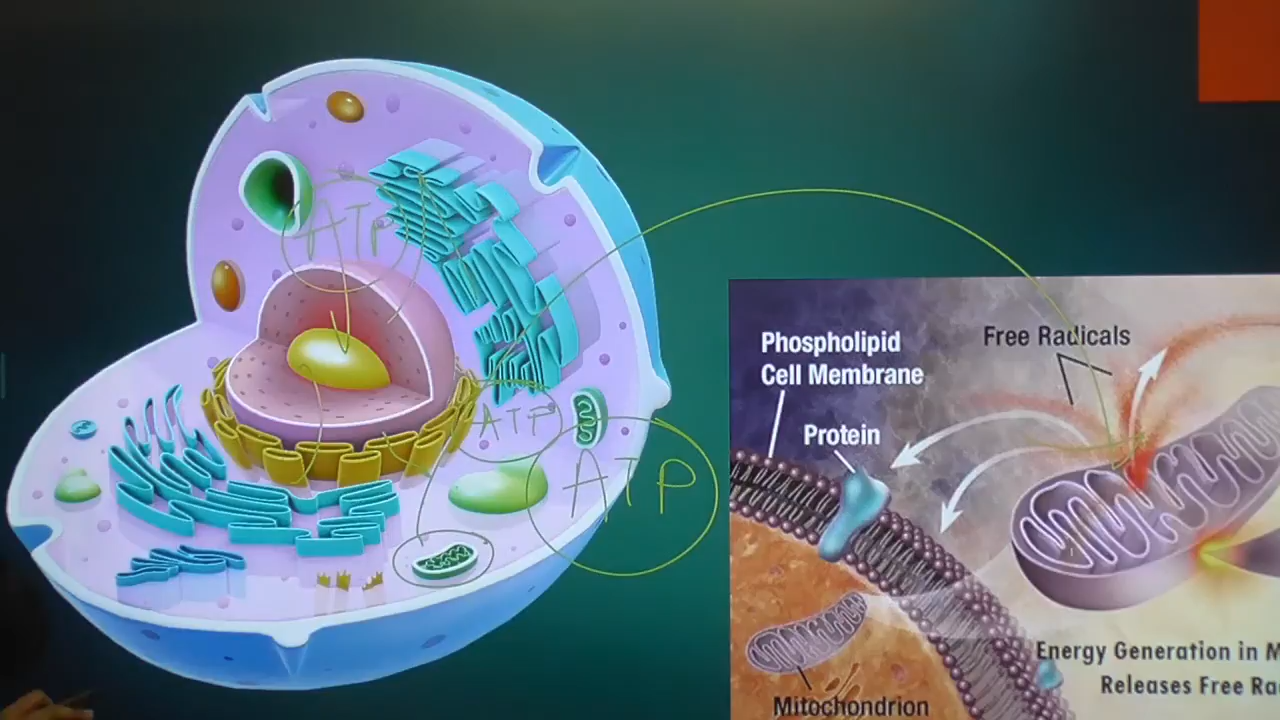 ATP
ATP
ATP
Phospholipid
Cell Membrane
Free Radicals
Protein
Mitochondrion
Energy Generation in M
Releases Free Ra